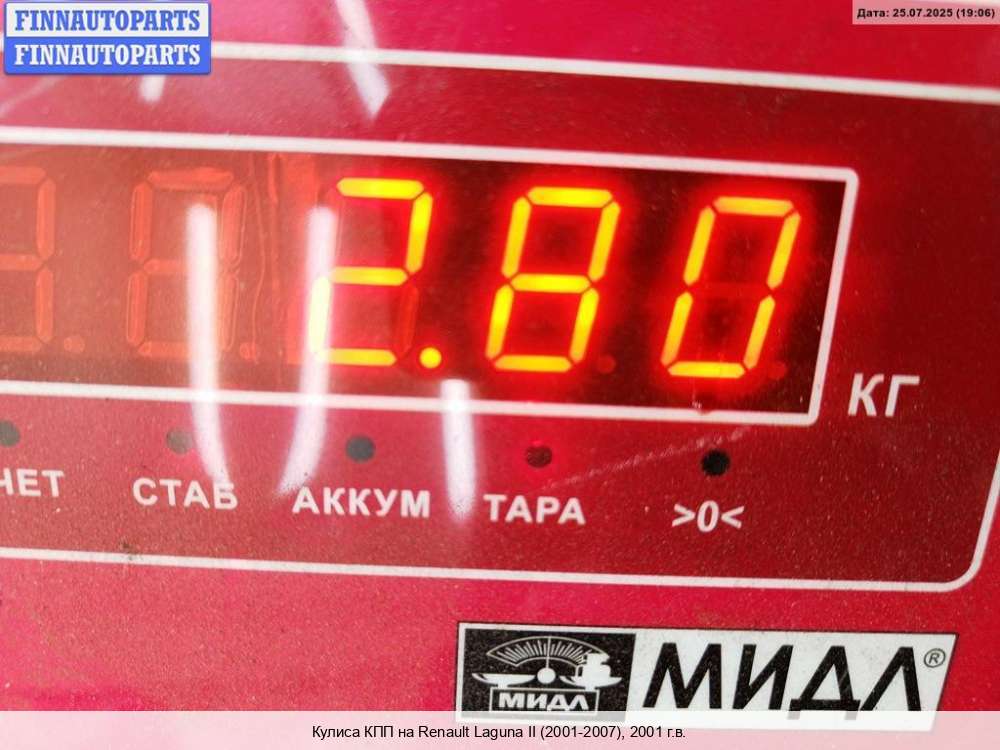 FINNAUTOPARTS
FINNAUTOPARTS
Дата: 25.07.2025 (19:06)
2.80
КГ
ЧЕТ
СТАБ
АККУМ
ТАРА
>0<
МИДЛ
МИДЛ®
Кулиса КПП на Renault Laguna II (2001-2007), 2001 г.в.